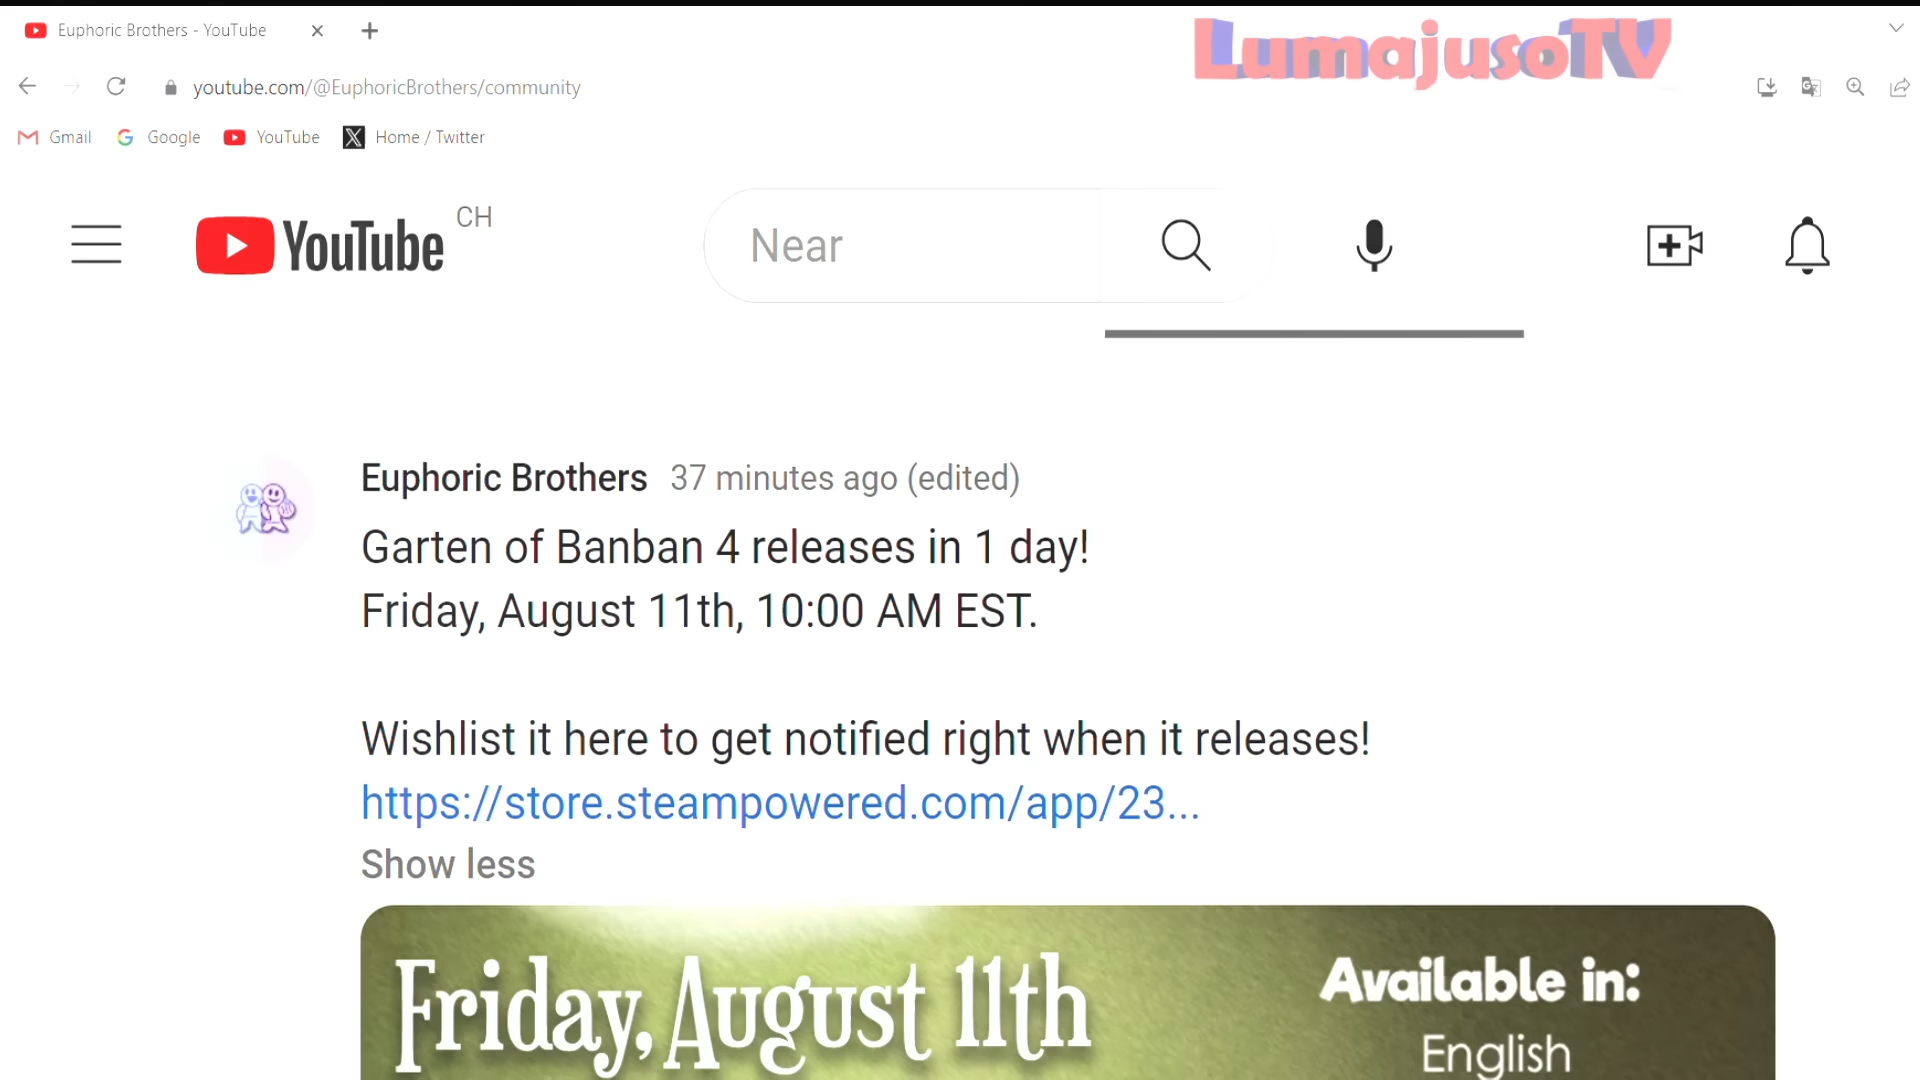 Euphoric Brothers - YouTube
LumajusoTV
youtube.com/@EuphoricBrothers/community
Gmail
Google
YouTube
Home / Twitter
YouTube CH
Near
Euphoric Brothers 37 minutes ago (edited)
Garten of Banban 4 releases in 1 day!
Friday, August 11th, 10:00 AM EST.
Wishlist it here to get notified right when it releases!
https://store.steampowered.com/app/23...
Show less
Friday, August 11th
Available in:
English